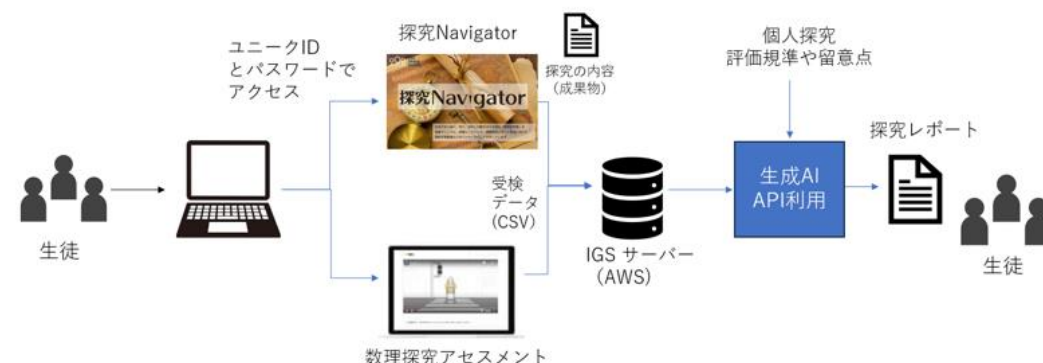 ユニークID
とパスワードで
アクセス
探究Navigator
探究Navigator
探究の内容
(成果物)
個人探究
評価規準や留意点
探究レポート
受検
データ
(CSV)
生成AI
API利用
生徒
IGS サーバー
(AWS)
生徒
数理探究アセスメント